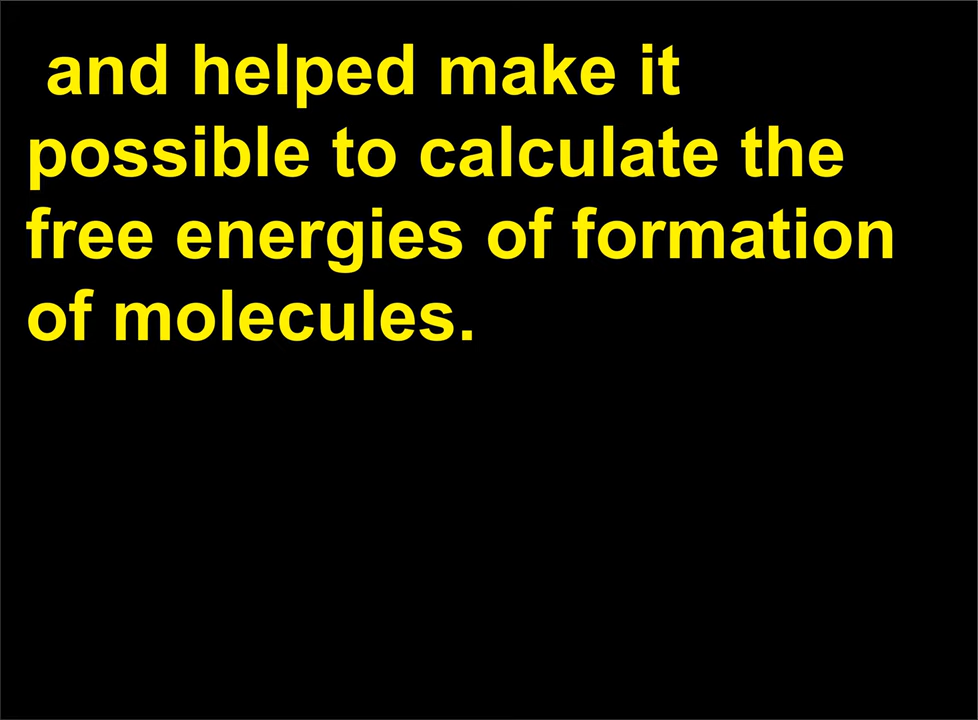 and helped make it
possible to calculate the
free energies of formation
of molecules.